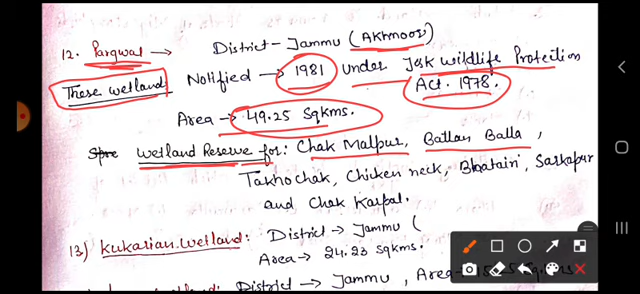 12. Pargwal → District - Jammu (Akhnoor)
These wetland Notified → 1981 Under J&K Wildlife Protection
Act. 1978.
Area → 49.25 Sqkms.
Wetland Reserve for: Chak Malpur, Batlan Balla,
Takhochak, Chicken neck, Bhatain, Sarkapur
and Chak Karpal.
13) Kukarian wetland: District → Jammu (
Area → 24.23 Sqkms.
District → Jammu, Area